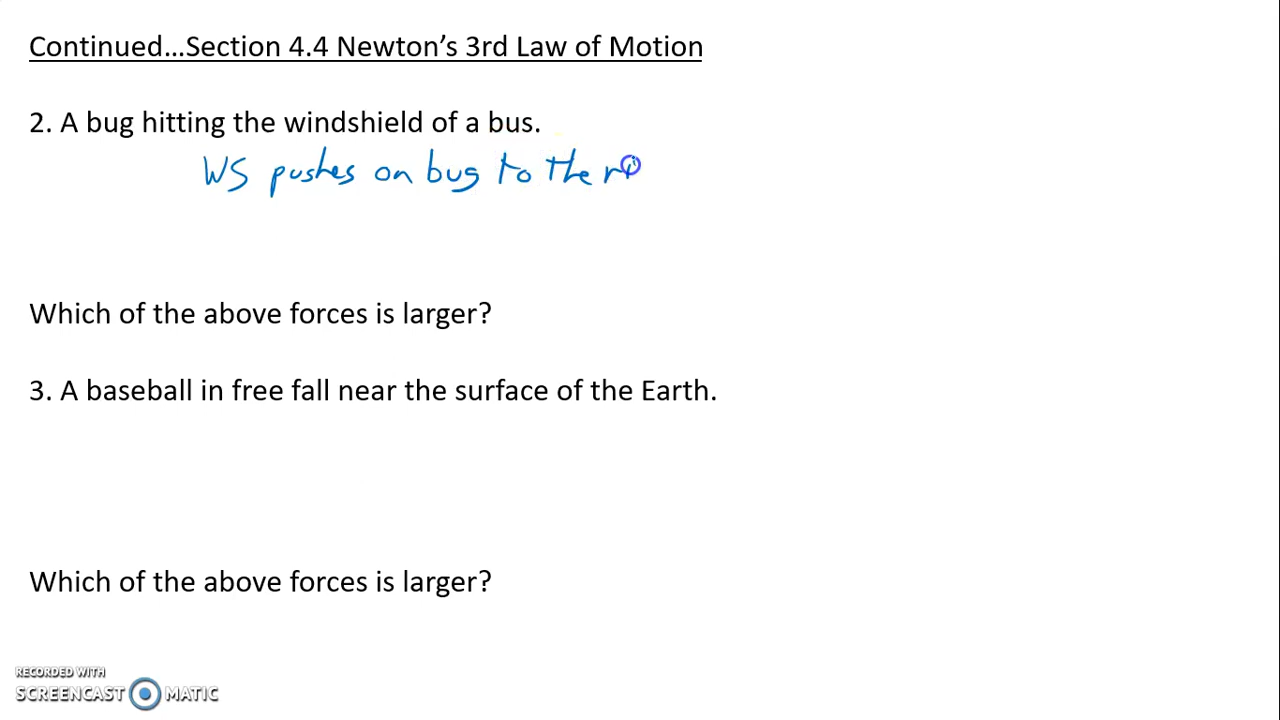 Continued…Section 4.4 Newton’s 3rd Law of Motion
2. A bug hitting the windshield of a bus.
WS pushes on bug to the
Which of the above forces is larger?
3. A baseball in free fall near the surface of the Earth.
Which of the above forces is larger?
RECORDED WITH
SCREENCAST MATIC